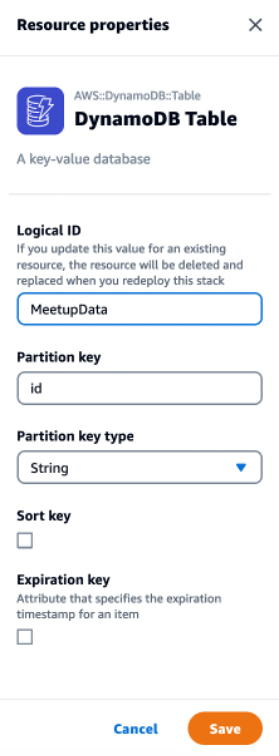 Resource properties
AWS::DynamoDB::Table
DynamoDB Table
A key-value database
Logical ID
If you update this value for an existing
resource, the resource will be deleted and
replaced when you redeploy this stack
MeetupData
Partition key
id
Partition key type
String
Sort key
Expiration key
Attribute that specifies the expiration
timestamp for an item
Cancel Save